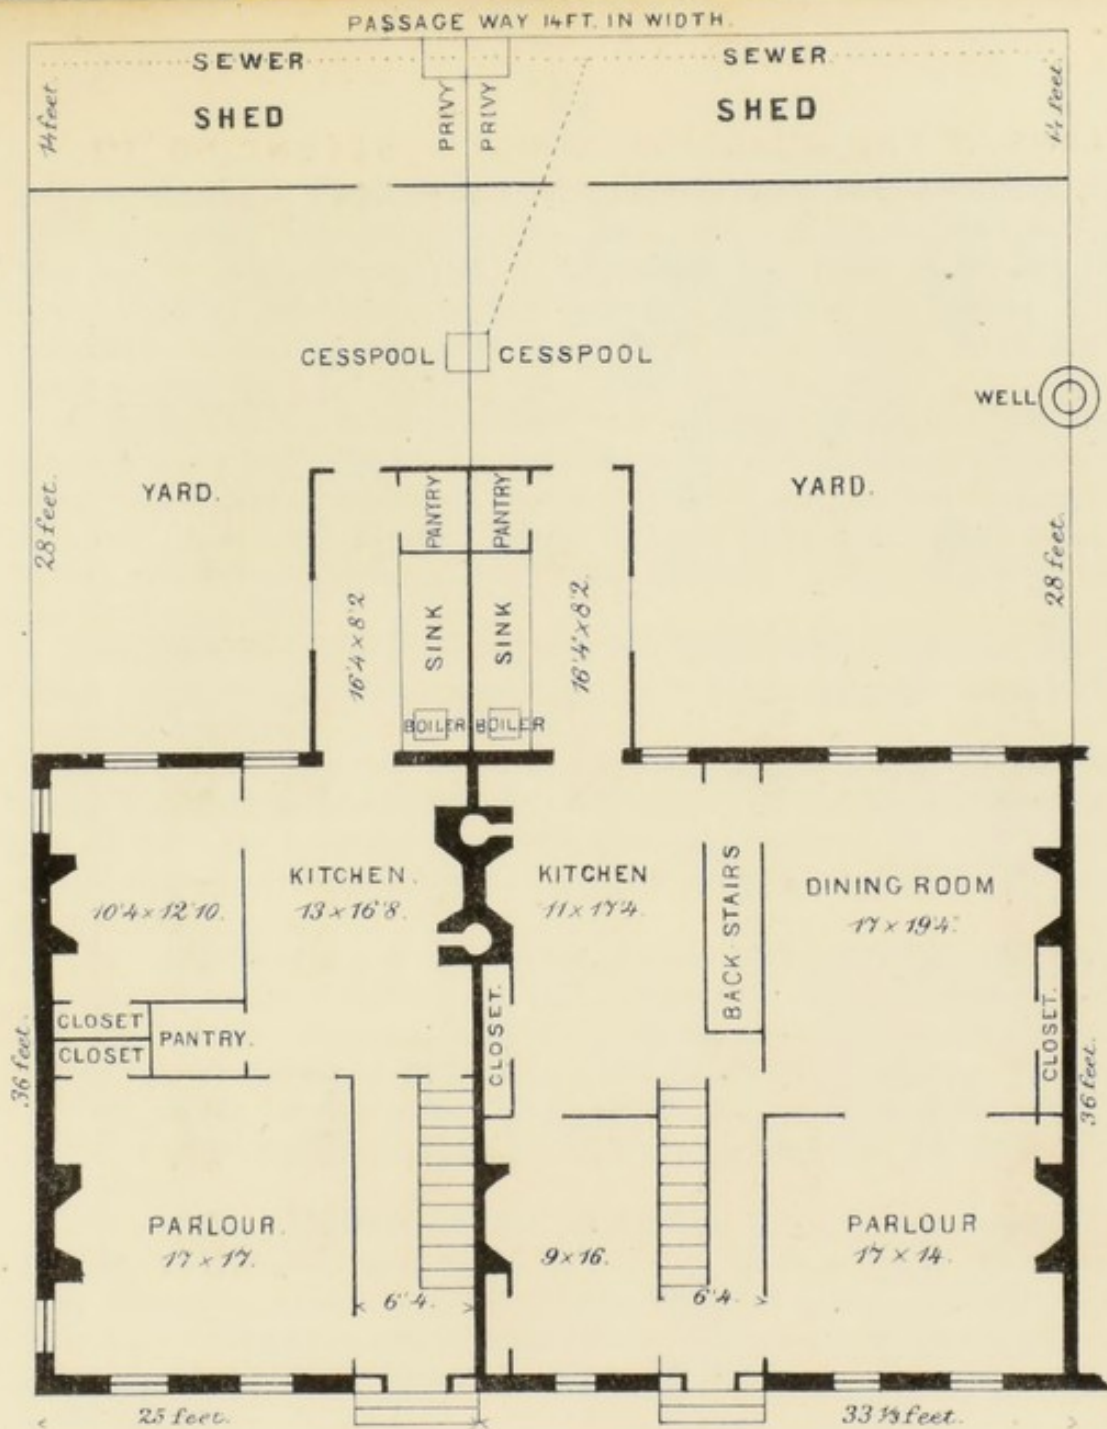 PASSAGE WAY 14FT. IN WIDTH.
SEWER SEWER
SHED SHED
14 feet. 14 feet.
PRIVY PRIVY
CESSPOOL CESSPOOL
WELL
YARD. YARD.
28 feet. 28 feet.
PANTRY PANTRY
SINK SINK
16'4 × 8'2 16'4 × 8'2.
BOILER BOILER
KITCHEN. KITCHEN
13 × 16'8. 11 × 17'4.
10'4 × 12'10.
DINING ROOM
17 × 19'4.
BACK STAIRS
CLOSET
CLOSET
PANTRY.
CLOSET. CLOSET.
36 feet. 36 feet.
PARLOUR. PARLOUR
17 × 17. 17 × 14.
9 × 16.
6'4. 6'4.
25 feet. 33 1/3 feet.